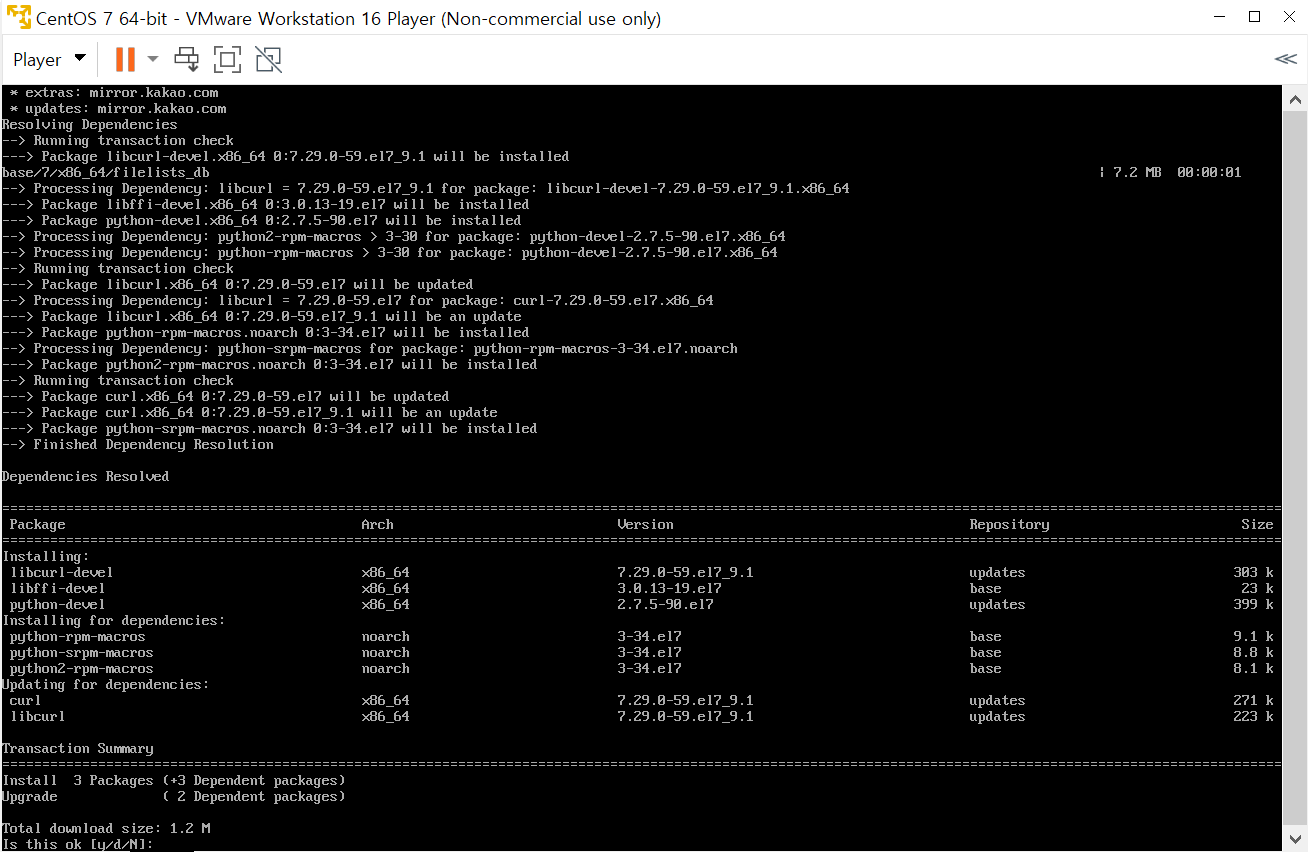 CentOS 7 64-bit - VMware Workstation 16 Player (Non-commercial use only)
Player
* extras: mirror.kakao.com
* updates: mirror.kakao.com
Resolving Dependencies
--> Running transaction check
---> Package libcurl-devel.x86_64 0:7.29.0-59.el7_9.1 will be installed
base/7/x86_64/filelists_db | 7.2 MB 00:00:01
--> Processing Dependency: libcurl = 7.29.0-59.el7_9.1 for package: libcurl-devel-7.29.0-59.el7_9.1.x86_64
---> Package libffi-devel.x86_64 0:3.0.13-19.el7 will be installed
---> Package python-devel.x86_64 0:2.7.5-90.el7 will be installed
--> Processing Dependency: python2-rpm-macros > 3-30 for package: python-devel-2.7.5-90.el7.x86_64
--> Processing Dependency: python-rpm-macros > 3-30 for package: python-devel-2.7.5-90.el7.x86_64
--> Running transaction check
---> Package libcurl.x86_64 0:7.29.0-59.el7 will be updated
--> Processing Dependency: libcurl = 7.29.0-59.el7 for package: curl-7.29.0-59.el7.x86_64
---> Package libcurl.x86_64 0:7.29.0-59.el7_9.1 will be an update
---> Package python-rpm-macros.noarch 0:3-34.el7 will be installed
--> Processing Dependency: python-srpm-macros for package: python-rpm-macros-3-34.el7.noarch
---> Package python2-rpm-macros.noarch 0:3-34.el7 will be installed
--> Running transaction check
---> Package curl.x86_64 0:7.29.0-59.el7 will be updated
---> Package curl.x86_64 0:7.29.0-59.el7_9.1 will be an update
---> Package python-srpm-macros.noarch 0:3-34.el7 will be installed
--> Finished Dependency Resolution
Dependencies Resolved
Package Arch Version Repository Size
Installing:
libcurl-devel x86_64 7.29.0-59.el7_9.1 updates 303 k
libffi-devel x86_64 3.0.13-19.el7 base 23 k
python-devel x86_64 2.7.5-90.el7 updates 399 k
Installing for dependencies:
python-rpm-macros noarch 3-34.el7 base 9.1 k
python-srpm-macros noarch 3-34.el7 base 8.8 k
python2-rpm-macros noarch 3-34.el7 base 8.1 k
Updating for dependencies:
curl x86_64 7.29.0-59.el7_9.1 updates 271 k
libcurl x86_64 7.29.0-59.el7_9.1 updates 223 k
Transaction Summary
Install 3 Packages (+3 Dependent packages)
Upgrade ( 2 Dependent packages)
Total download size: 1.2 M
Is this ok [y/d/N]: